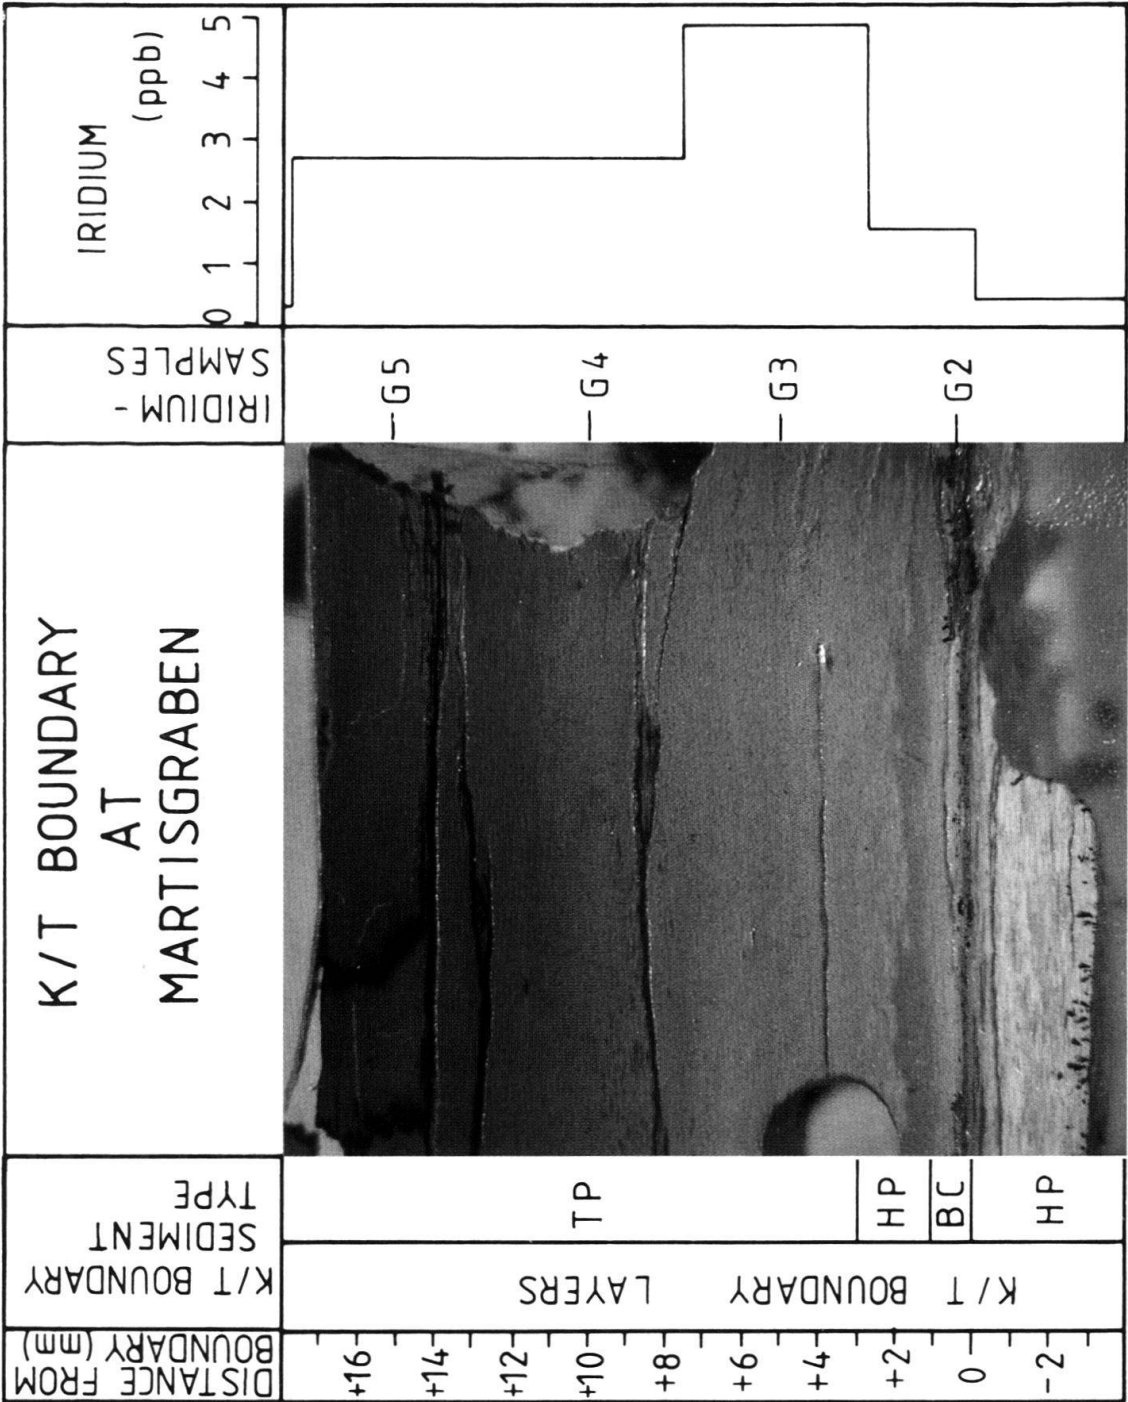 K/T BOUNDARY
AT
MARTISGRABEN
IRIDIUM
(ppb)
0 1 2 3 4 5
IRIDIUM-
SAMPLES
-G5
-G4
-G3
-G2
DISTANCE FROM
BOUNDARY (mm)
+16
+14
+12
+10
+8
+6
+4
+2
0
-2
K/T BOUNDARY
SEDIMENT
TYPE
K/T BOUNDARY LAYERS
TP
HP
BC
HP